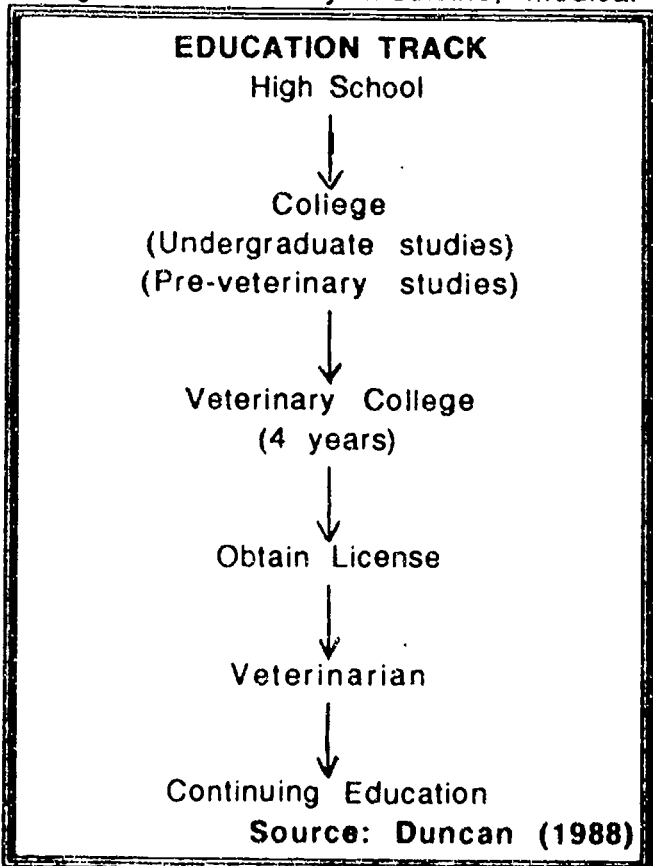 EDUCATION TRACK
High School
College
(Undergraduate studies)
(Pre-veterinary studies)
Veterinary College
(4 years)
Obtain License
Veterinarian
Continuing Education
Source: Duncan (1988)